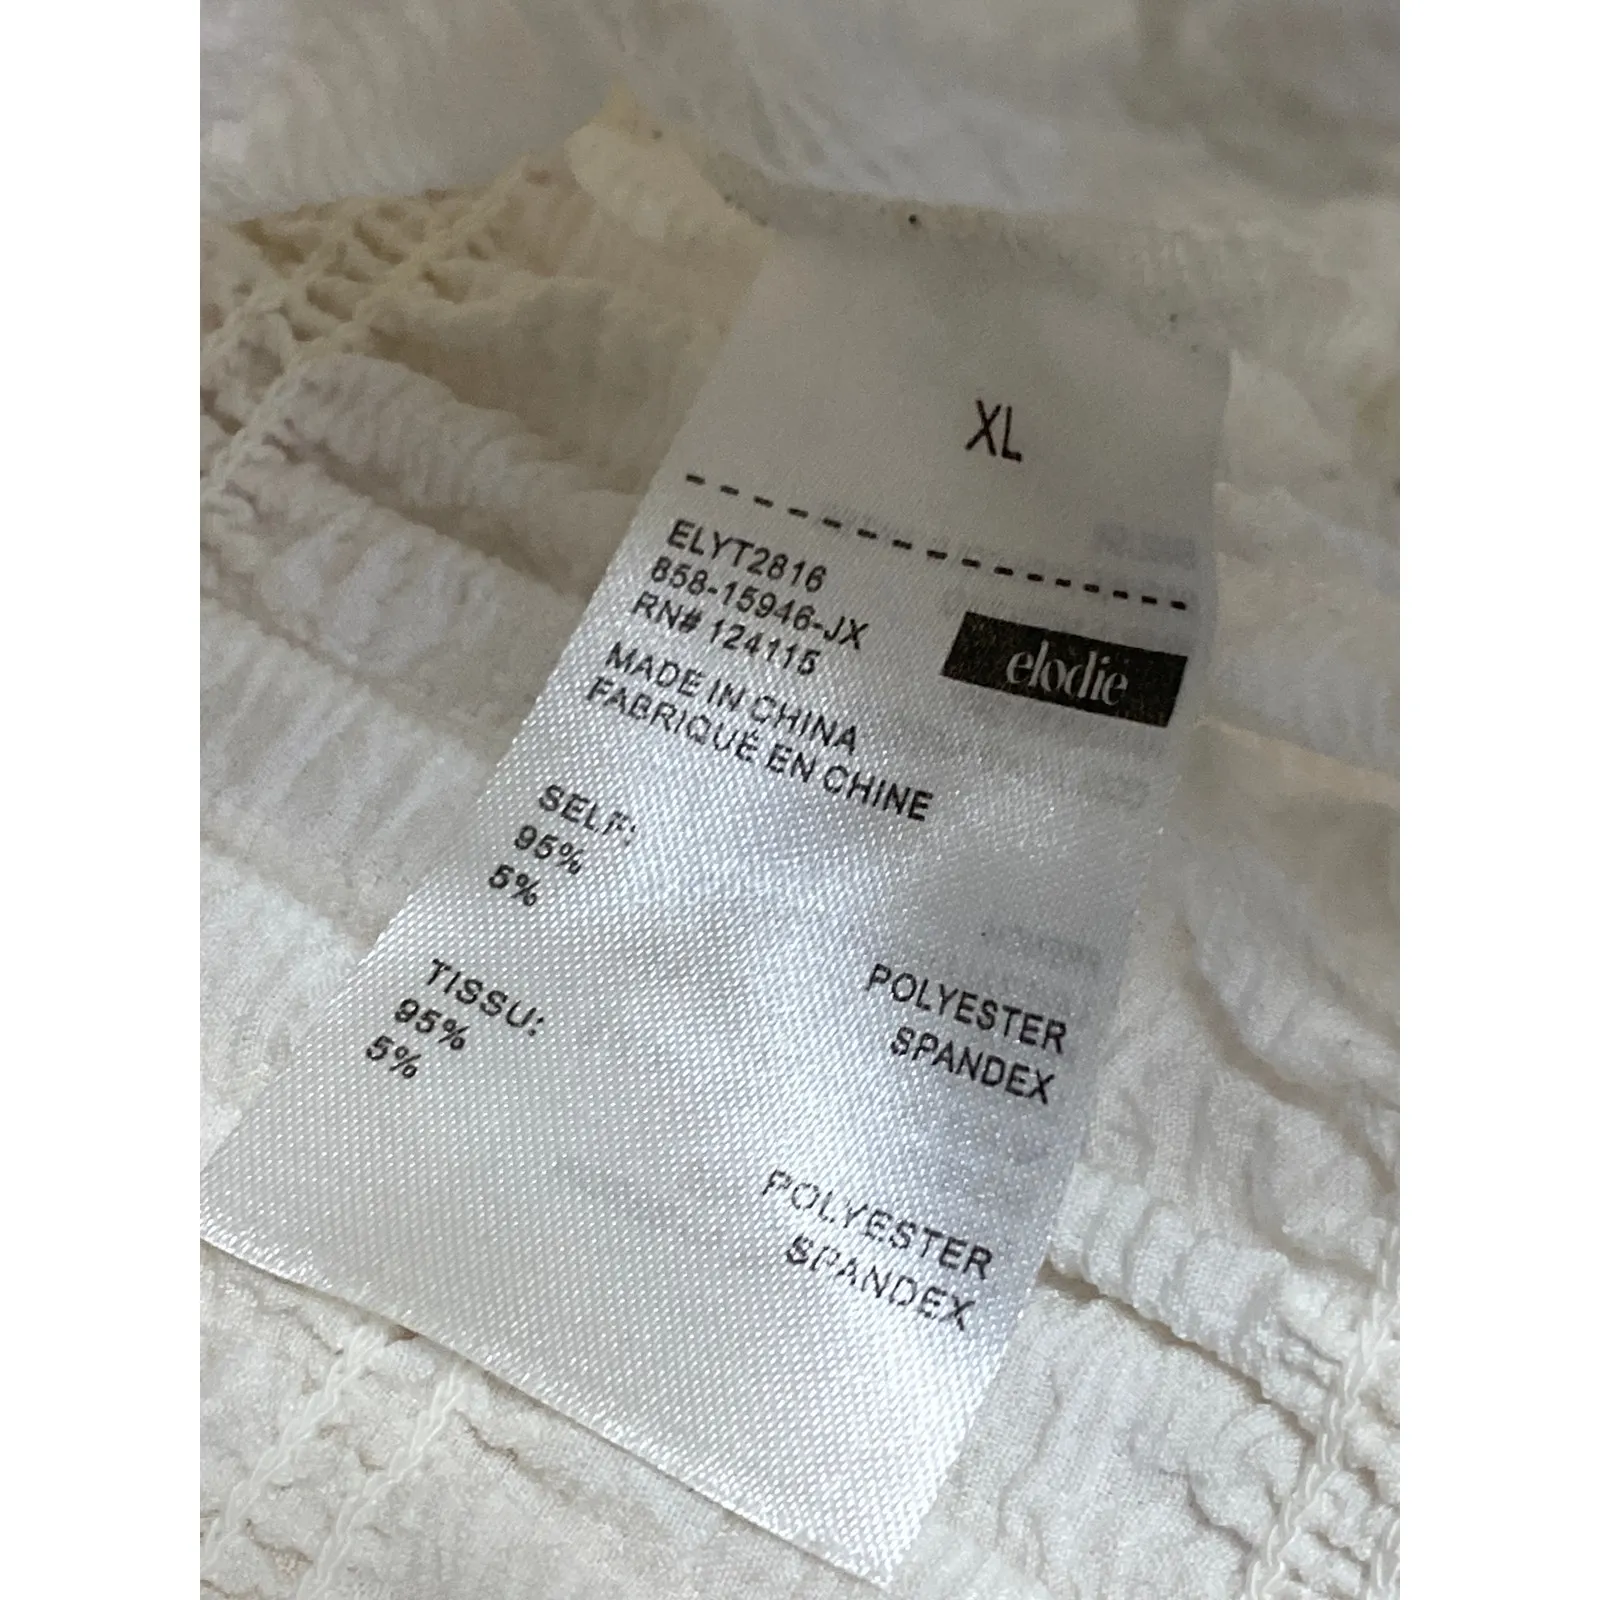 XL
ELYT2816
858-15946-JX
RN# 124115
elodie
MADE IN CHINA
FABRIQUÉ EN CHINE
SELF:
95% POLYESTER
5% SPANDEX
TISSU:
95% POLYESTER
5% SPANDEX